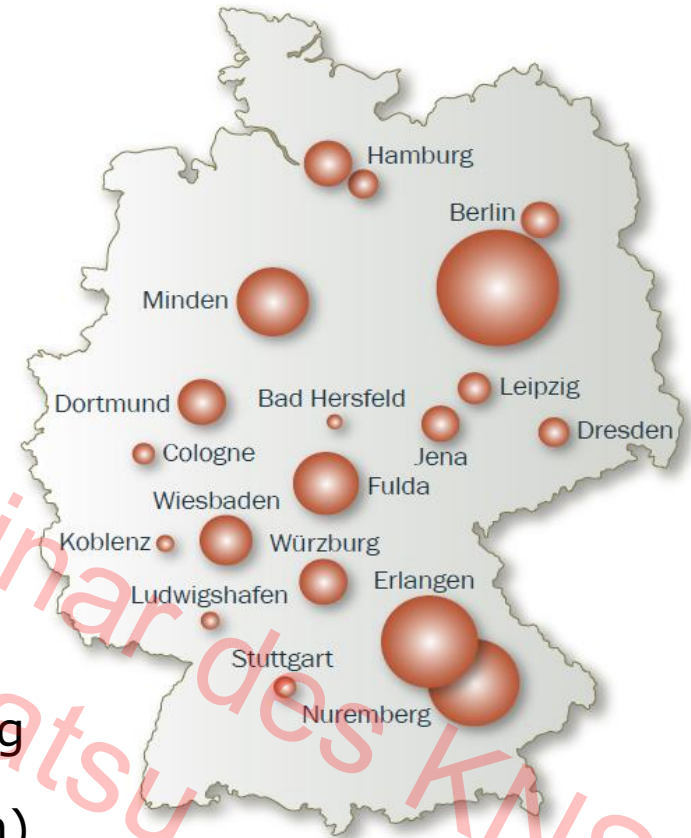 Hamburg
Berlin
Minden
Leipzig
Bad Hersfeld
Dortmund
Dresden
Cologne
Jena
Fulda
Wiesbaden
Koblenz
Würzburg
Erlangen
Ludwigshafen
Stuttgart
Nuremberg